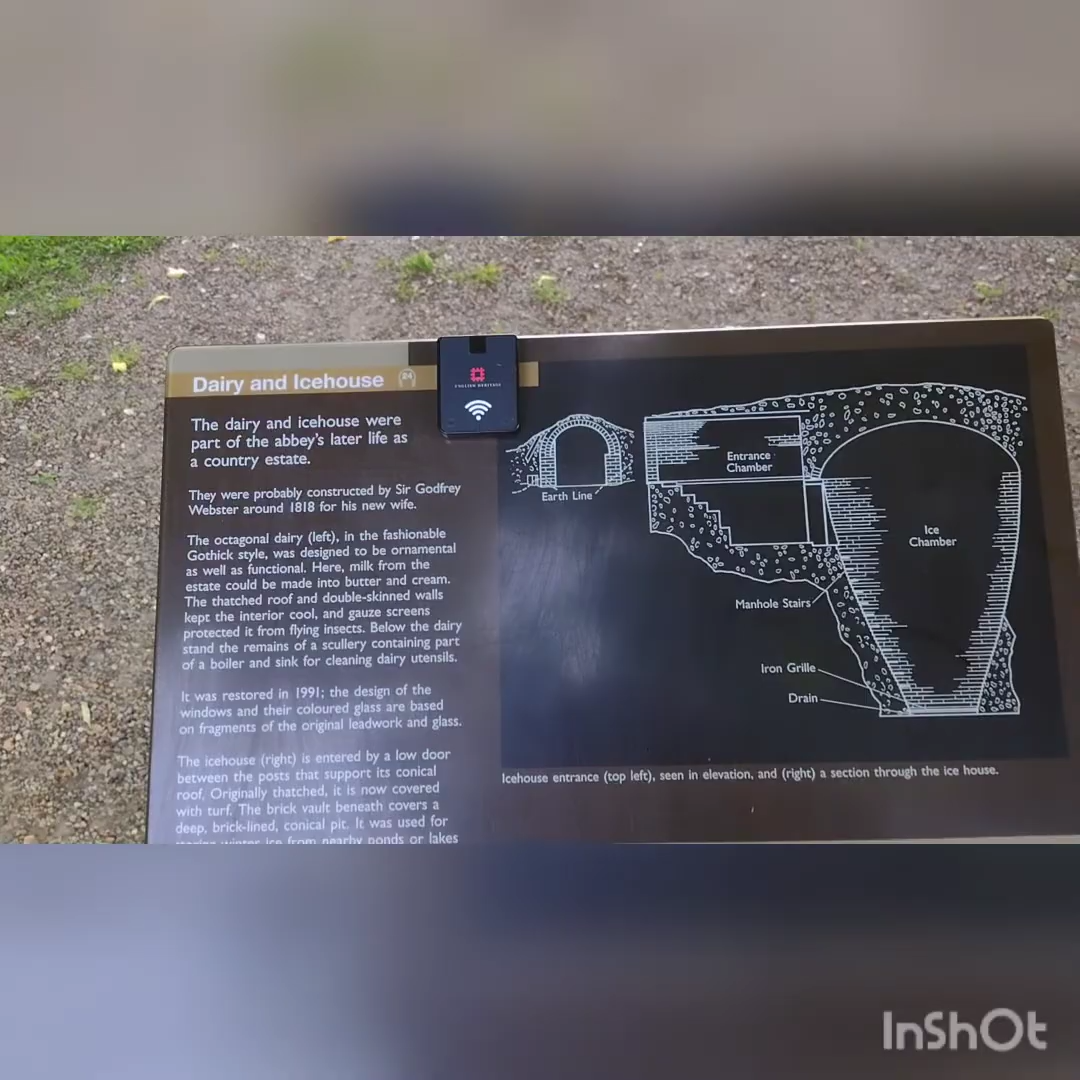 Dairy and Icehouse
24
ENGLISH HERITAGE
The dairy and icehouse were
part of the abbey's later life as
a country estate.
They were probably constructed by Sir Godfrey
Webster around 1818 for his new wife.
The octagonal dairy (left), in the fashionable
Gothick style, was designed to be ornamental
as well as functional. Here, milk from the
estate could be made into butter and cream.
The thatched roof and double-skinned walls
kept the interior cool, and gauze screens
protected it from flying insects. Below the dairy
stand the remains of a scullery containing part
of a boiler and sink for cleaning dairy utensils.
It was restored in 1991; the design of the
windows and their coloured glass are based
on fragments of the original leadwork and glass.
The icehouse (right) is entered by a low door
between the posts that support its conical
roof. Originally thatched, it is now covered
with turf. The brick vault beneath covers a
deep, brick-lined, conical pit. It was used for
storing winter ice from nearby ponds or lakes
Earth Line
Entrance
Chamber
Ice
Chamber
Manhole Stairs
Iron Grille
Drain
Icehouse entrance (top left), seen in elevation, and (right) a section through the ice house.
InShOt